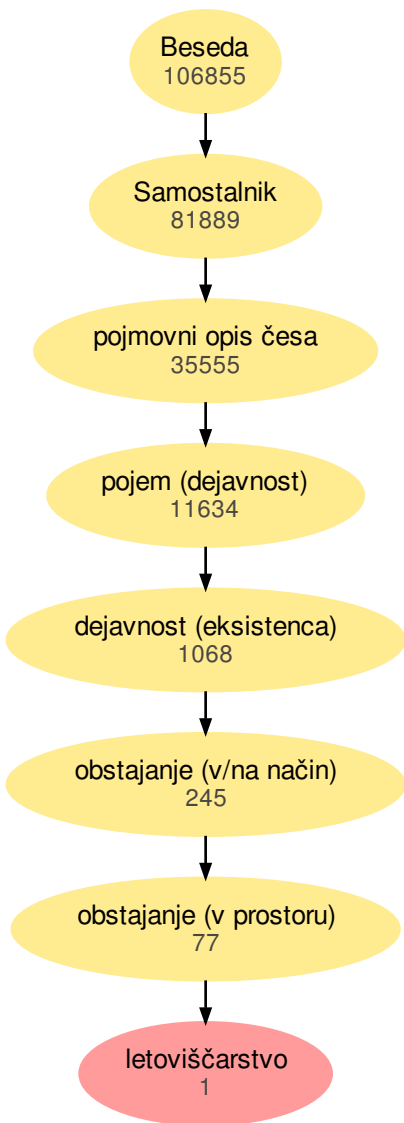 Beseda
106855
Samostalnik
81889
pojmovni opis česa
35555
pojem (dejavnost)
11634
dejavnost (eksistenca)
1068
obstajanje (v/na način)
245
obstajanje (v prostoru)
77
letoviščarstvo
1